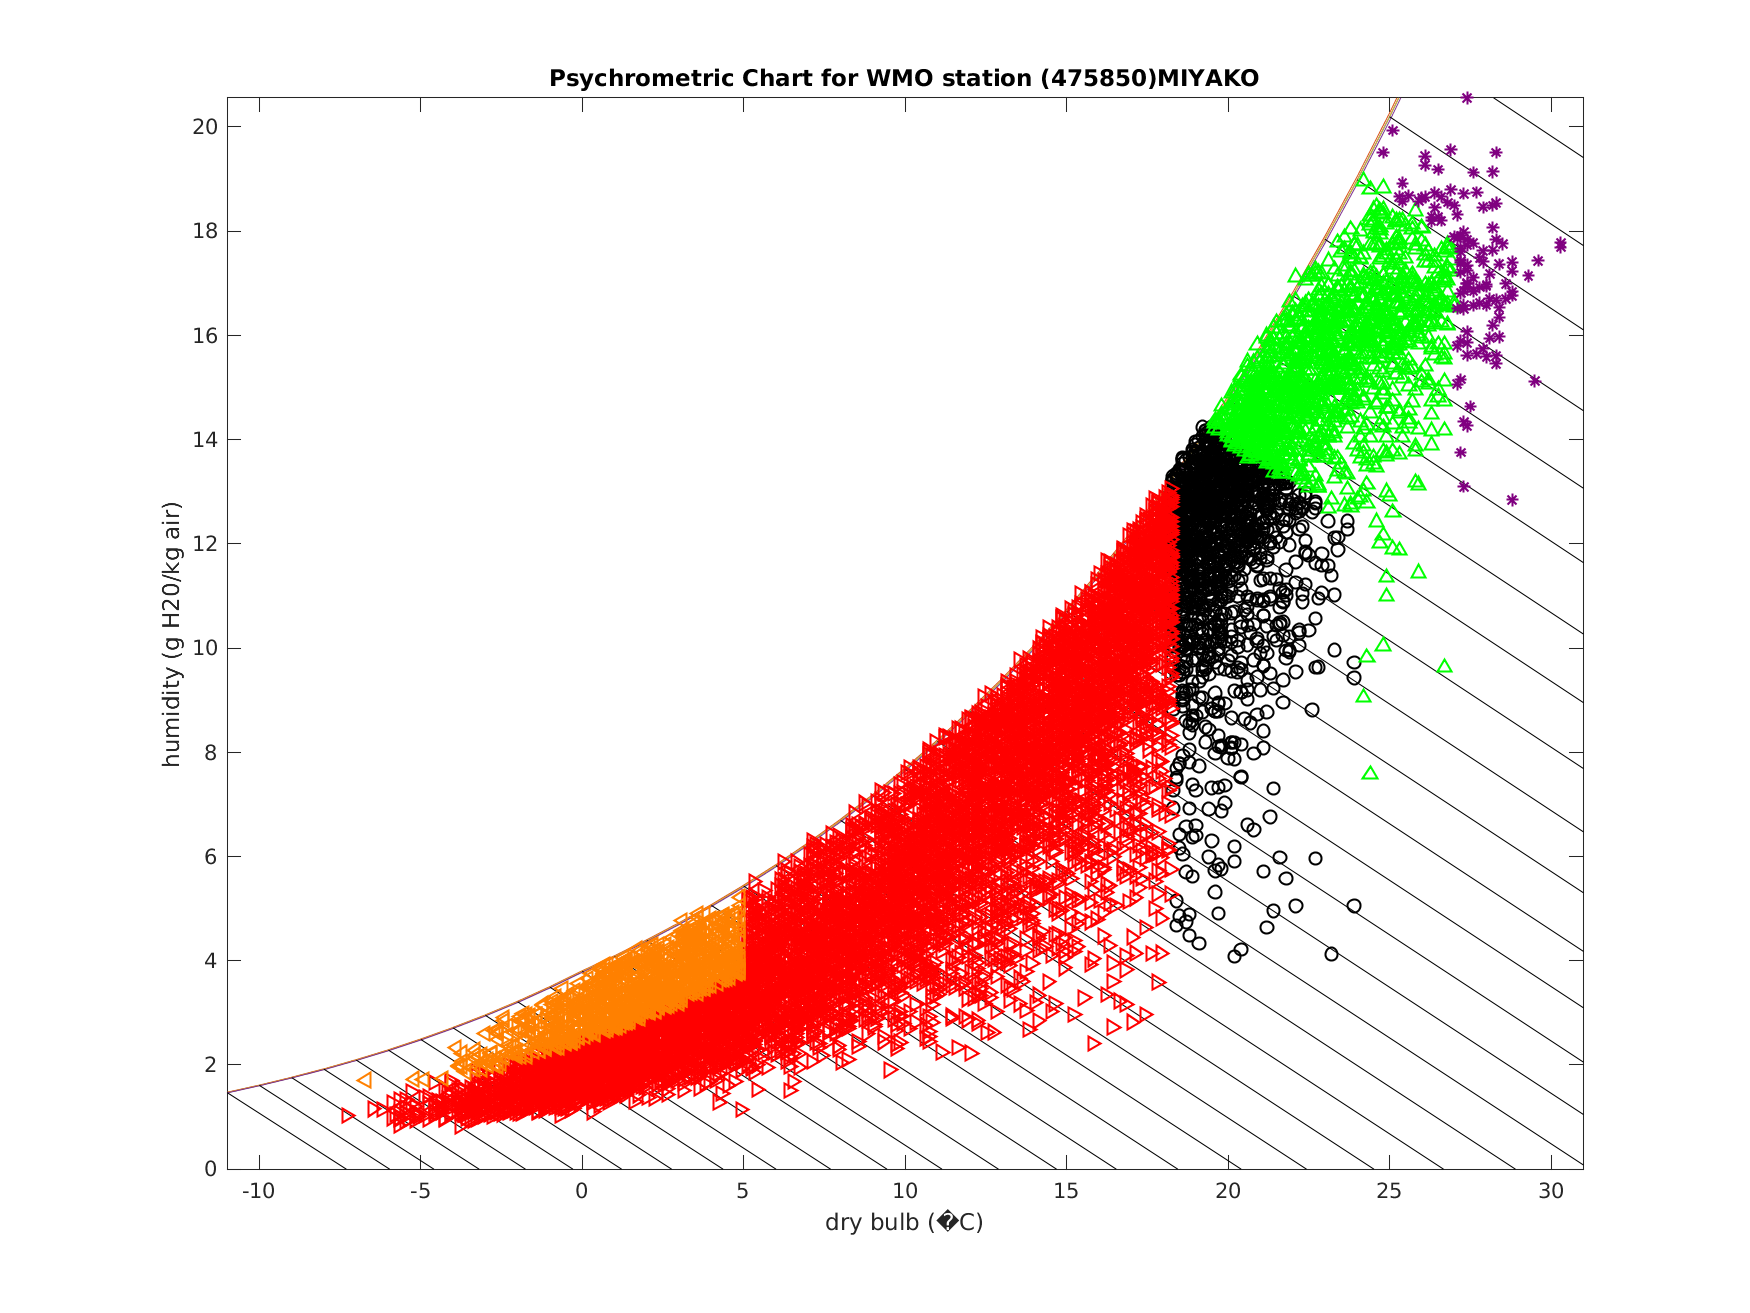 Psychrometric Chart for WMO station (475850)MIYAKO
humidity (g H20/kg air)
20
18
16
14
12
10
8
6
4
2
0
-10 -5 0 5 10 15 20 25 30
dry bulb (�C)